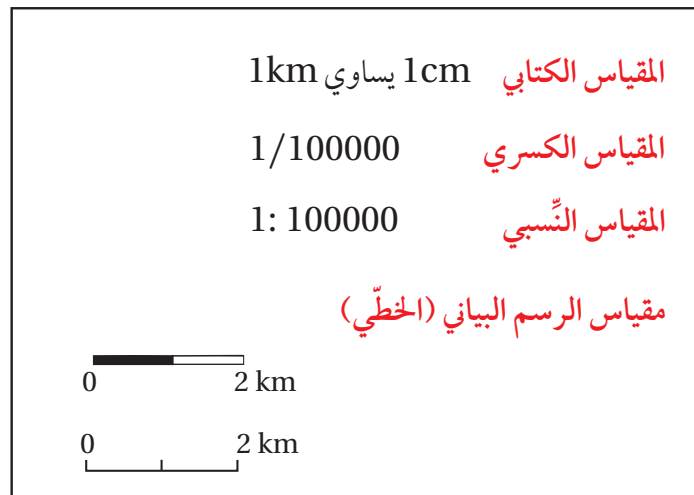 المقياس الكتابي 1cm يساوي 1km
المقياس الكسري 1/100000
المقياس النِّسبي 1: 100000
مقياس الرسم البياني (الخطّي)
0 2 km
0 2 km